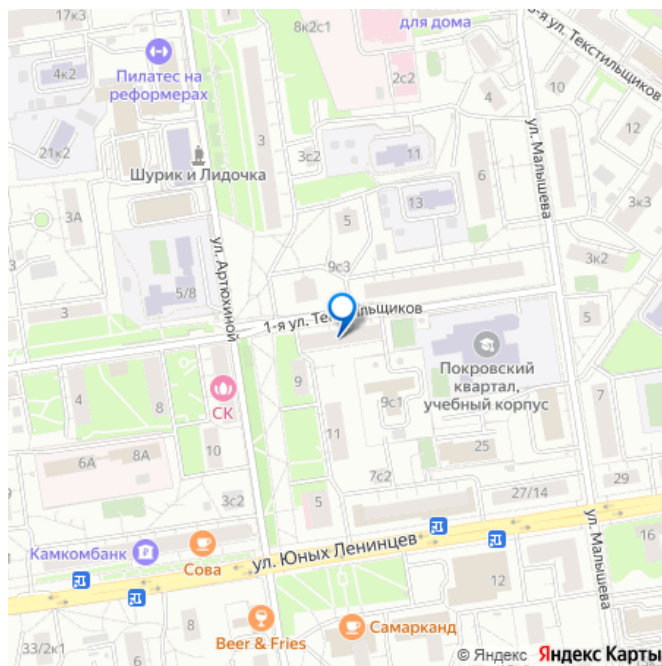 17к3
8к2с1
для дома
1-я ул. Текстильщиков
4к2
Пилатес на
реформерах
2с2
4
10
12
21к2
3
3с2
11
ул. Малышева
Шурик и Лидочка
6
13
3А
5
3к3
ул. Артюхиной
9с3
3к2
5/8
3
1-я ул. Те
льщиков
5
9
Покровский
квартал,
учебный корпус
4
8
СК
9с1
7
11
6А
8А
10
25
7с2
29
3с2
5
27/14
Камкомбанк
Сова
ул. Юных Ленинцев
ул. Малышева
16
12
8
33/2к1
6
Beer & Fries
Самарканд
© Яндекс Яндекс Карты